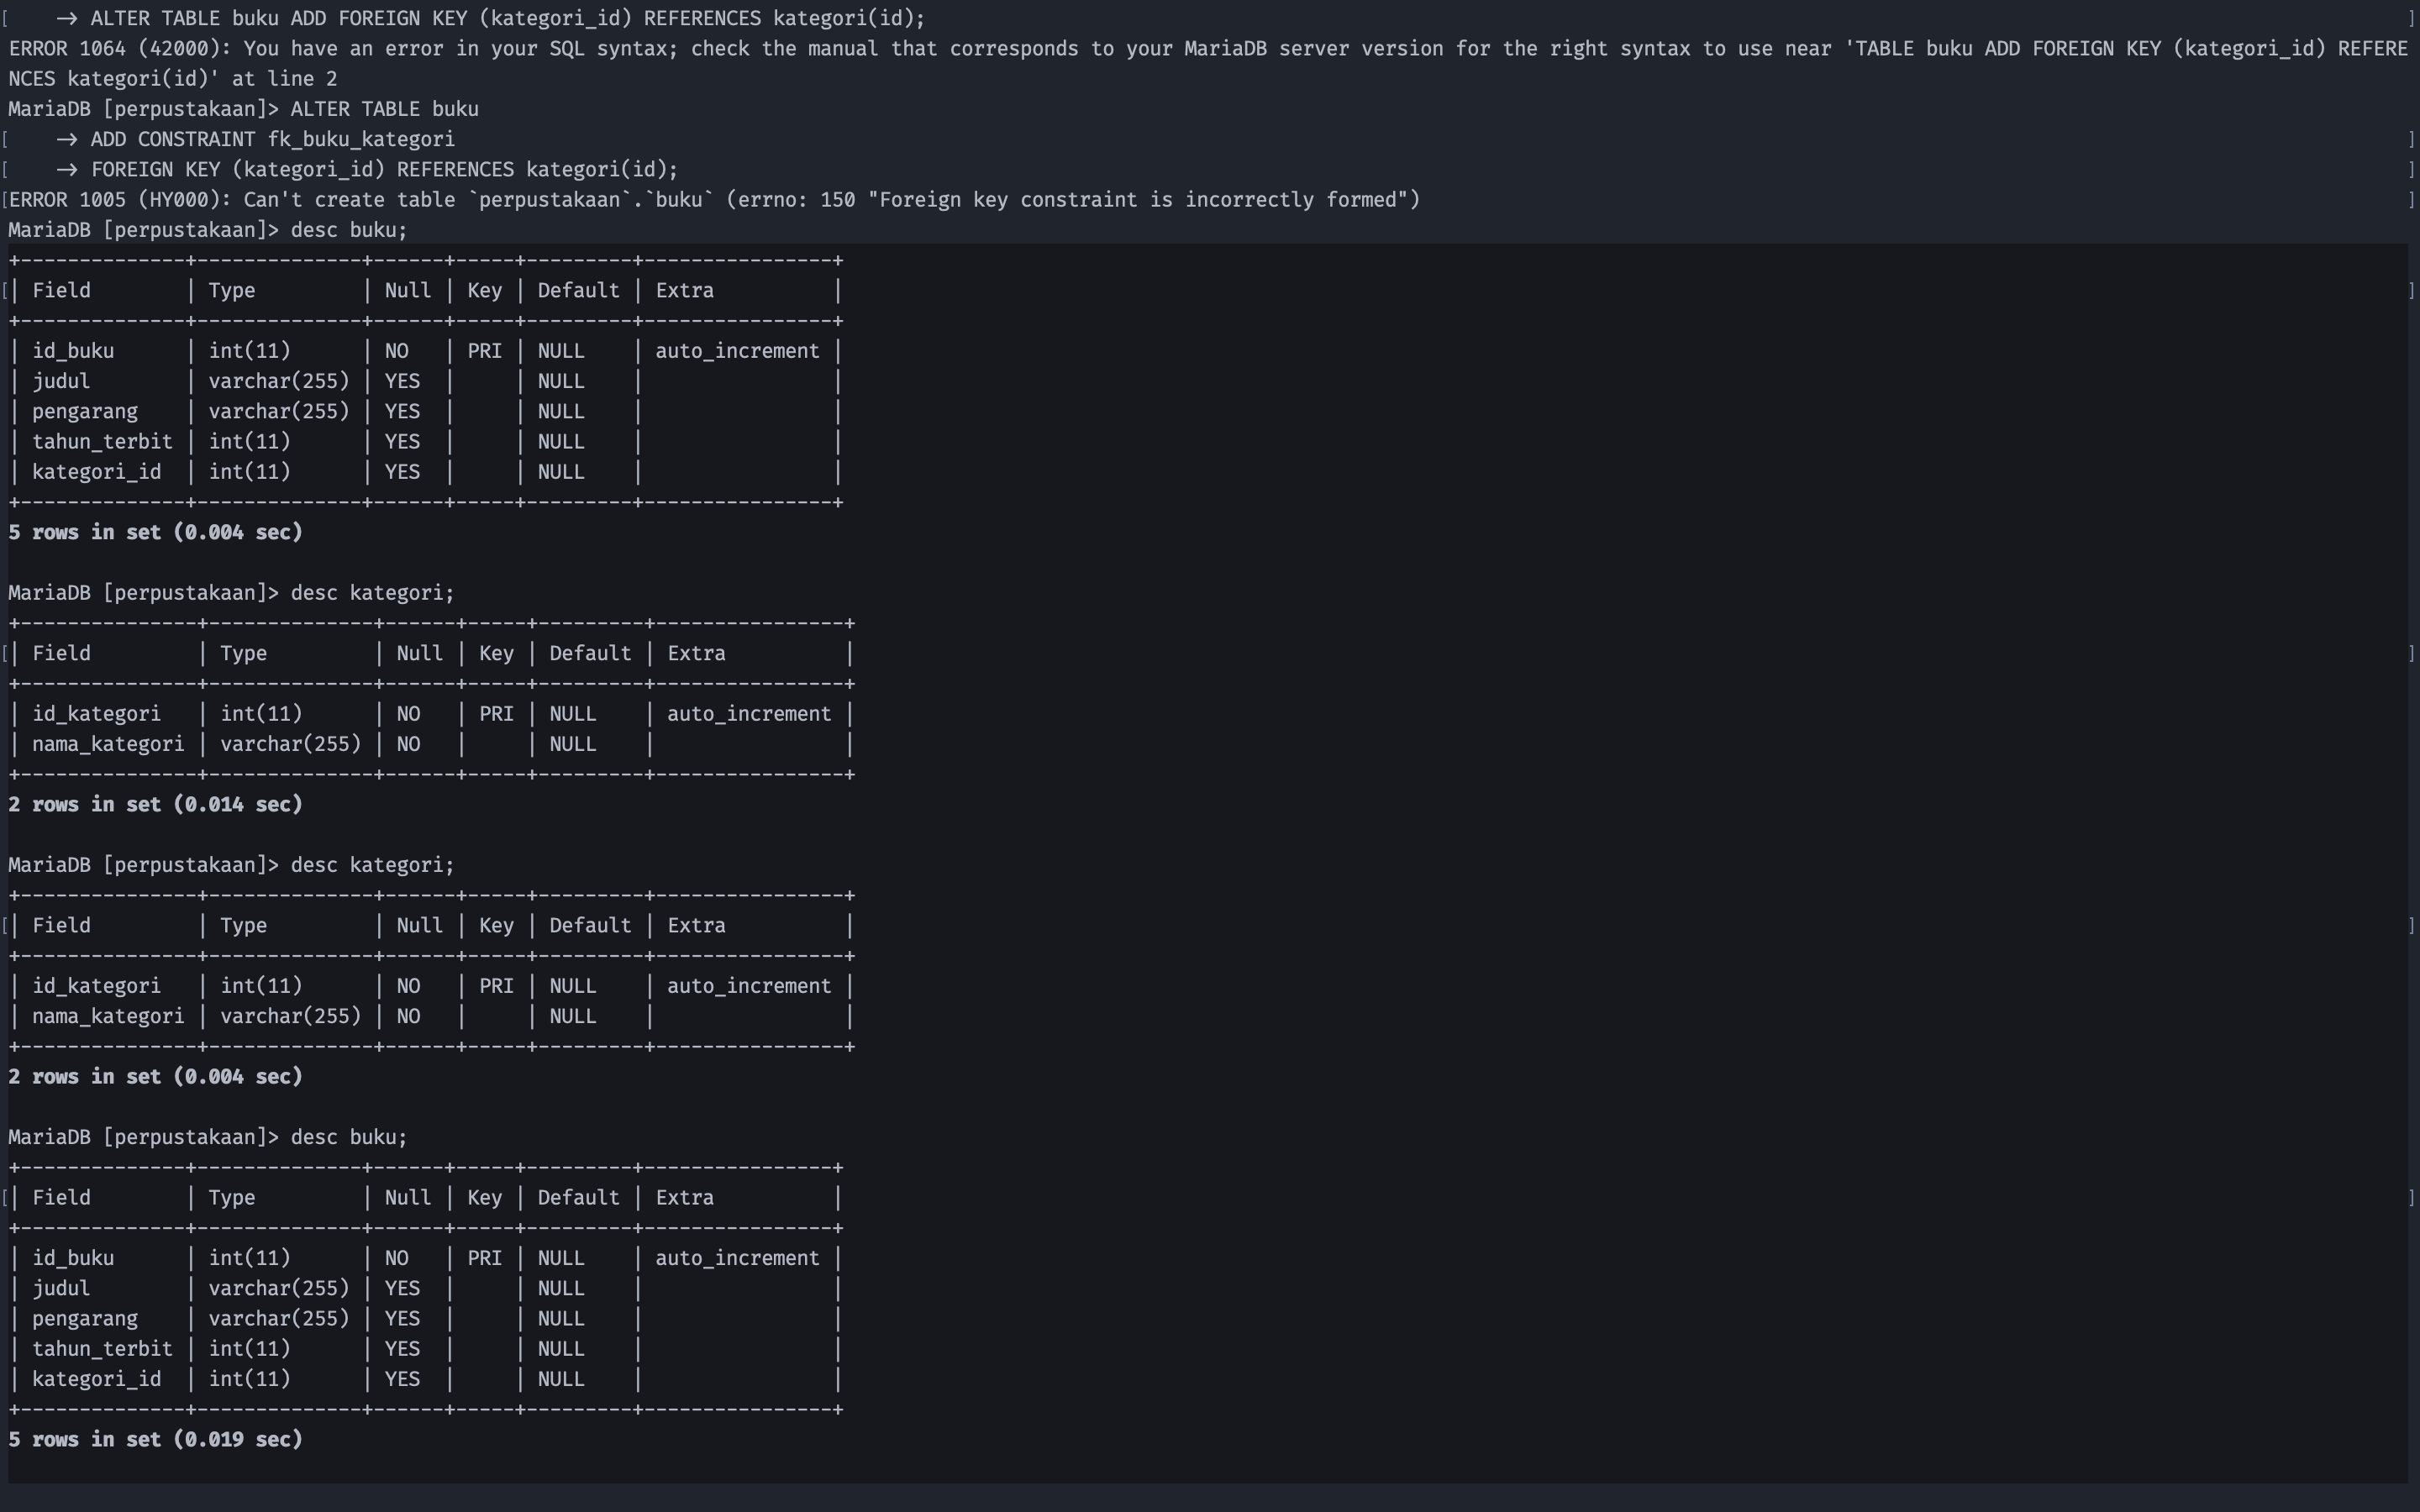 [    → ALTER TABLE buku ADD FOREIGN KEY (kategori_id) REFERENCES kategori(id);    ]
ERROR 1064 (42000): You have an error in your SQL syntax; check the manual that corresponds to your MariaDB server version for the right syntax to use near 'TABLE buku ADD FOREIGN KEY (kategori_id) REFERE
NCES kategori(id)' at line 2
MariaDB [perpustakaan]> ALTER TABLE buku
[    → ADD CONSTRAINT fk_buku_kategori    ]
[    → FOREIGN KEY (kategori_id) REFERENCES kategori(id);    ]
[ERROR 1005 (HY000): Can't create table `perpustakaan`.`buku` (errno: 150 "Foreign key constraint is incorrectly formed")    ]
MariaDB [perpustakaan]> desc buku;
+--------------+--------------+------+-----+---------+----------------+
[| Field        | Type         | Null | Key | Default | Extra          |    ]
+--------------+--------------+------+-----+---------+----------------+
| id_buku      | int(11)      | NO   | PRI | NULL    | auto_increment |
| judul        | varchar(255) | YES  |     | NULL    |                |
| pengarang    | varchar(255) | YES  |     | NULL    |                |
| tahun_terbit | int(11)      | YES  |     | NULL    |                |
| kategori_id  | int(11)      | YES  |     | NULL    |                |
+--------------+--------------+------+-----+---------+----------------+
5 rows in set (0.004 sec)

MariaDB [perpustakaan]> desc kategori;
+---------------+--------------+------+-----+---------+----------------+
[| Field         | Type         | Null | Key | Default | Extra          |    ]
+---------------+--------------+------+-----+---------+----------------+
| id_kategori   | int(11)      | NO   | PRI | NULL    | auto_increment |
| nama_kategori | varchar(255) | NO   |     | NULL    |                |
+---------------+--------------+------+-----+---------+----------------+
2 rows in set (0.014 sec)

MariaDB [perpustakaan]> desc kategori;
+---------------+--------------+------+-----+---------+----------------+
[| Field         | Type         | Null | Key | Default | Extra          |    ]
+---------------+--------------+------+-----+---------+----------------+
| id_kategori   | int(11)      | NO   | PRI | NULL    | auto_increment |
| nama_kategori | varchar(255) | NO   |     | NULL    |                |
+---------------+--------------+------+-----+---------+----------------+
2 rows in set (0.004 sec)

MariaDB [perpustakaan]> desc buku;
+--------------+--------------+------+-----+---------+----------------+
[| Field        | Type         | Null | Key | Default | Extra          |    ]
+--------------+--------------+------+-----+---------+----------------+
| id_buku      | int(11)      | NO   | PRI | NULL    | auto_increment |
| judul        | varchar(255) | YES  |     | NULL    |                |
| pengarang    | varchar(255) | YES  |     | NULL    |                |
| tahun_terbit | int(11)      | YES  |     | NULL    |                |
| kategori_id  | int(11)      | YES  |     | NULL    |                |
+--------------+--------------+------+-----+---------+----------------+
5 rows in set (0.019 sec)